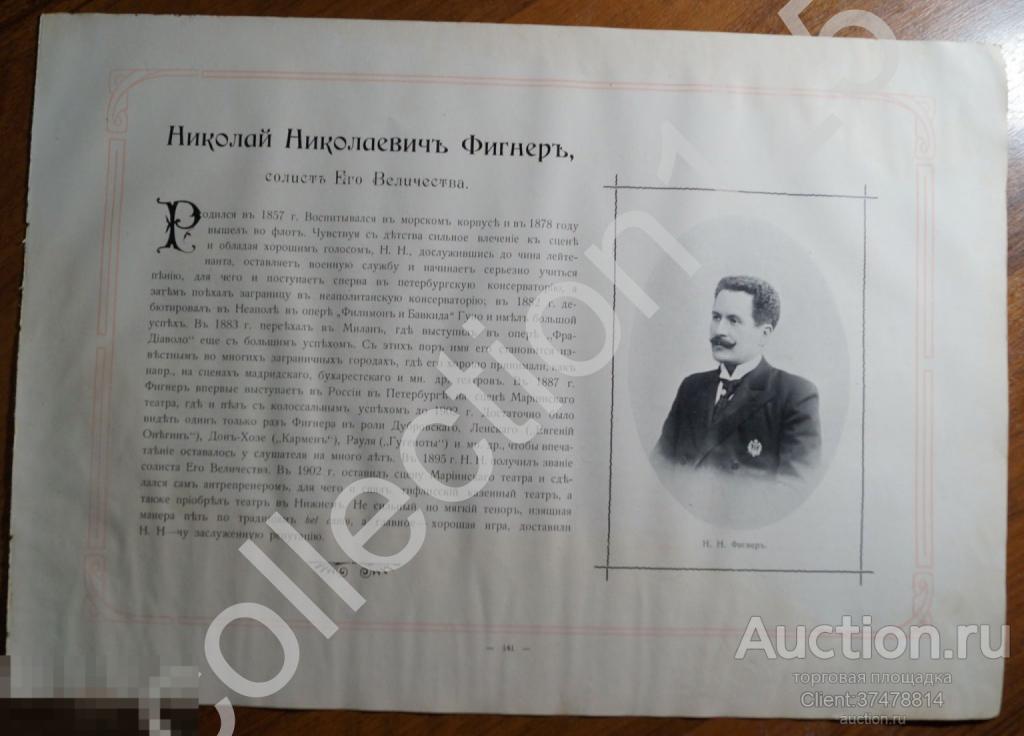 Николай Николаевичъ Фигнеръ,
солистъ Его Величества.
Родился въ 1857 г. Воспитывался въ морскомъ корпусѣ и въ 1878 году
вышелъ во флотъ. Чувствуя съ дѣтства сильное влеченіе къ сценѣ
и обладая хорошимъ голосомъ, Н. Н., дослужившись до чина лейте-
нанта, оставляетъ военную службу и начинаетъ серьезно учиться
пѣнію, для чего и поступаетъ сперва въ петербургскую консерваторію, а
затѣмъ поѣхалъ заграницу въ неаполитанскую консерваторію; въ 1882 г. де-
бютировалъ въ Неаполѣ въ оперѣ „Филимонъ и Бавкида" Гуно и имѣлъ большой
успѣхъ. Въ 1883 г. переѣхалъ въ Миланъ, гдѣ выступилъ въ оперѣ „Фра-
Діаволо" еще съ большимъ успѣхомъ. Съ этихъ поръ имя его становится из-
вѣстнымъ во многихъ заграничныхъ городахъ, гдѣ его хорошо принимали, какъ
напр., на сценахъ мадридскаго, бухарестскаго и мн. др. театровъ. Въ 1887 г.
Фигнеръ впервые выступаетъ въ Россіи въ Петербургѣ на сценѣ Маріинскаго
театра, гдѣ и пѣлъ съ колоссальнымъ успѣхомъ до 1902 г. Достаточно было
видѣть одинъ только разъ Фигнера въ роли Дубровскаго, Ленскаго („Евгеній
Онѣгинъ"), Донъ-Хозе („Карменъ"), Рауля („Гугеноты") и мн. др., чтобы впеча-
тлѣніе оставалось у слушателя на много лѣтъ. Въ 1895 г. Н. Н. получилъ званіе
солиста Его Величества. Въ 1902 г. оставилъ сцену Маріинскаго театра и сдѣ-
лался самъ антрепренеромъ, для чего и снялъ тифлисскій казенный театръ, а
также пріобрѣлъ театръ въ Нижнемъ. Не сильный, но мягкій теноръ, изящная
манера пѣть по традиціямъ bel canto, а главное, хорошая игра, доставили
Н. Н—чу заслуженную репутацію.
Н. Н. Фигнеръ.
— 181 —
collection1_5
Auction.ru
торговая площадка
Client:37478814
auction.ru